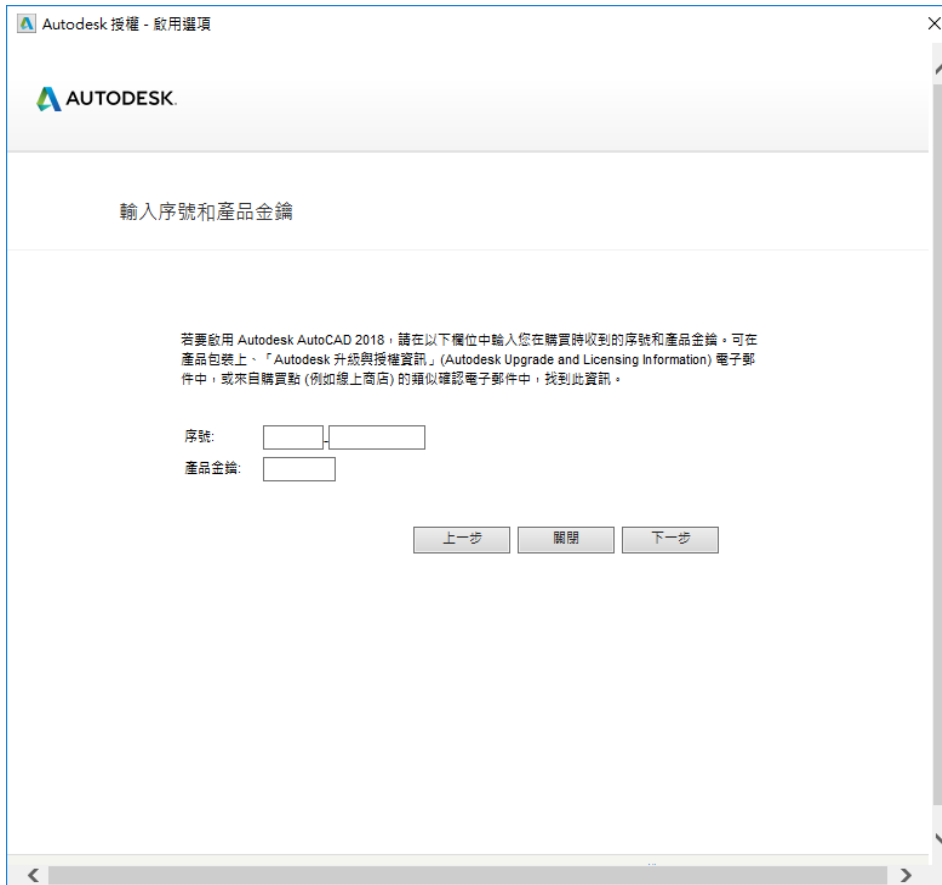 Autodesk 授權 - 啟用選項
AUTODESK.
輸入序號和產品金鑰
若要啟用 Autodesk AutoCAD 2018，請在以下欄位中輸入您在購買時收到的序號和產品金鑰。可在
產品包裝上、「Autodesk 升級與授權資訊」(Autodesk Upgrade and Licensing Information) 電子郵
件中，或來自購買點 (例如線上商店) 的類似確認電子郵件中，找到此資訊。
序號: -
產品金鑰:
上一步 關閉 下一步